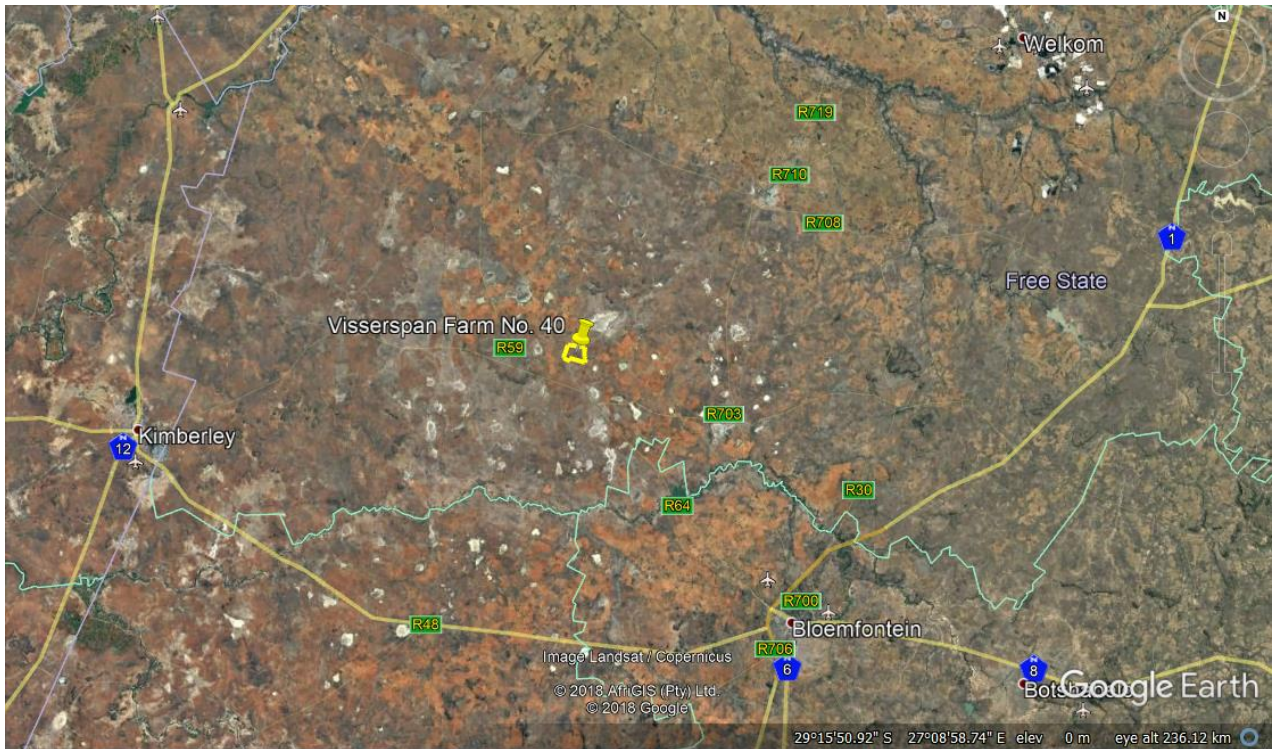 N
Welkom
R719
R710
R708
N
1
Free State
Visserspan Farm No. 40
R59
R703
Kimberley
N
12
R30
R64
R700
Bloemfontein
R48
R706
Image Landsat / Copernicus
N
6
N
8
© 2018 AfriGIS (Pty) Ltd.
© 2018 Google
Google Earth
29°15'50.92" S 27°08'58.74" E elev 0 m eye alt 236.12 km